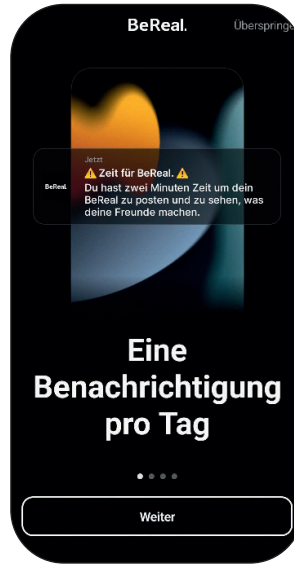 BeReal.
Überspringe
Jetzt
⚠️ Zeit für BeReal. ⚠️
BeReal.
Du hast zwei Minuten Zeit um dein
BeReal zu posten und zu sehen, was
deine Freunde machen.
Eine
Benachrichtigung
pro Tag
Weiter